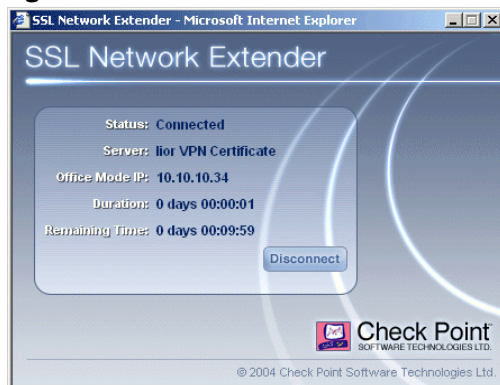 SSL Network Extender - Microsoft Internet Explorer
SSL Network Extender
Status: Connected
Server: lior VPN Certificate
Office Mode IP: 10.10.10.34
Duration: 0 days 00:00:01
Remaining Time: 0 days 00:09:59
Disconnect
Check Point
SOFTWARE TECHNOLOGIES LTD.
© 2004 Check Point Software Technologies Ltd.